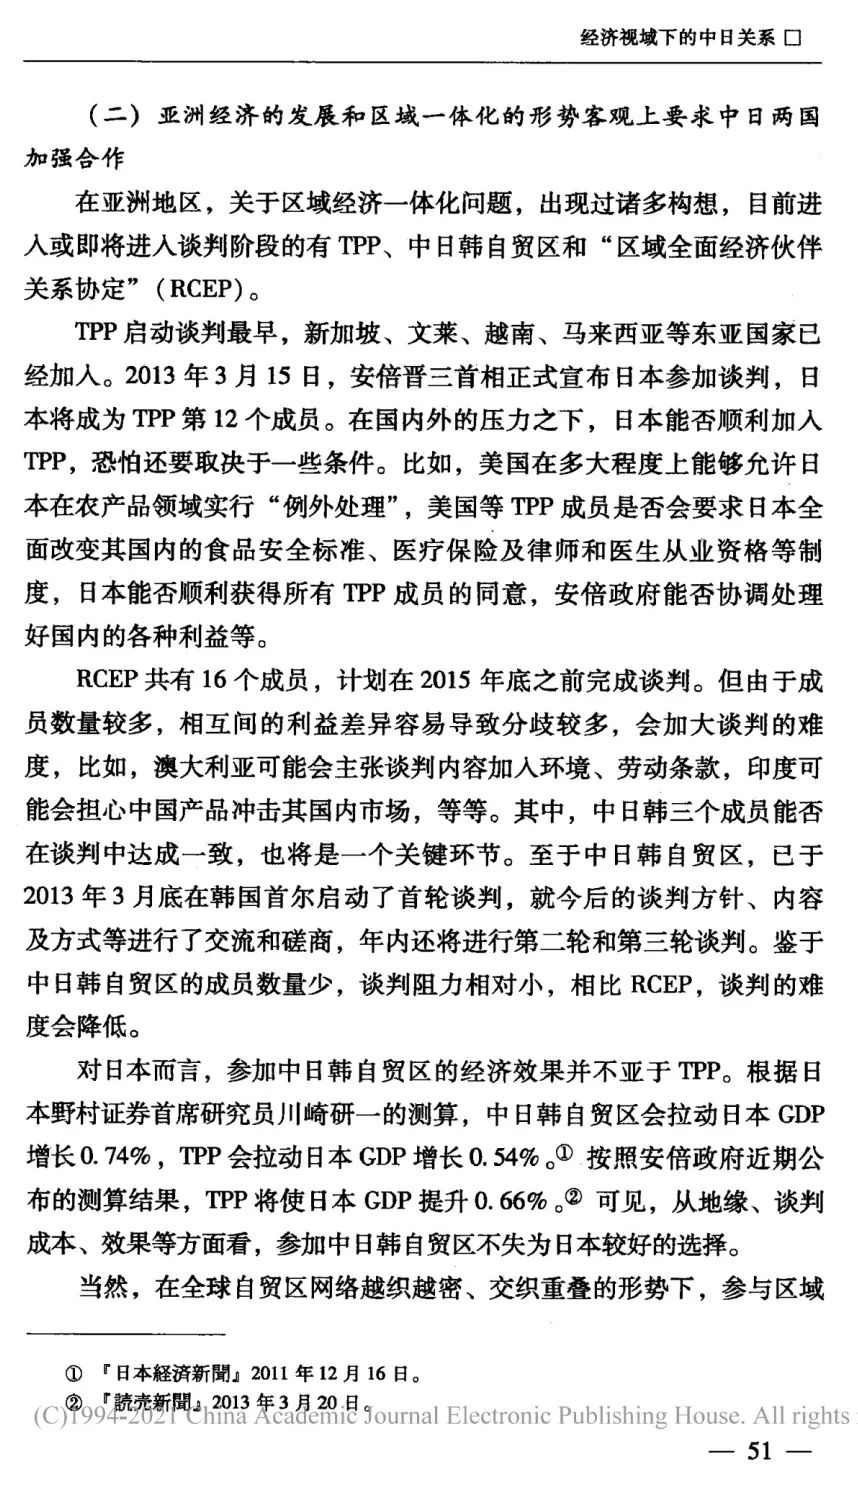 经济视域下的中日关系 □
（二）亚洲经济的发展和区域一体化的形势客观上要求中日两国
加强合作
在亚洲地区，关于区域经济一体化问题，出现过诸多构想，目前进
入或即将进入谈判阶段的有 TPP、中日韩自贸区和“区域全面经济伙伴
关系协定”（RCEP）。
TPP 启动谈判最早，新加坡、文莱、越南、马来西亚等东亚国家已
经加入。2013 年 3 月 15 日，安倍晋三首相正式宣布日本参加谈判，日
本将成为 TPP 第 12 个成员。在国内外的压力之下，日本能否顺利加入
TPP，恐怕还要取决于一些条件。比如，美国在多大程度上能够允许日
本在农产品领域实行“例外处理”，美国等 TPP 成员是否会要求日本全
面改变其国内的食品安全标准、医疗保险及律师和医生从业资格等制
度，日本能否顺利获得所有 TPP 成员的同意，安倍政府能否协调处理
好国内的各种利益等。
RCEP 共有 16 个成员，计划在 2015 年底之前完成谈判。但由于成
员数量较多，相互间的利益差异容易导致分歧较多，会加大谈判的难
度，比如，澳大利亚可能会主张谈判内容加入环境、劳动条款，印度可
能会担心中国产品冲击其国内市场，等等。其中，中日韩三个成员能否
在谈判中达成一致，也将是一个关键环节。至于中日韩自贸区，已于
2013 年 3 月底在韩国首尔启动了首轮谈判，就今后的谈判方针、内容
及方式等进行了交流和磋商，年内还将进行第二轮和第三轮谈判。鉴于
中日韩自贸区的成员数量少，谈判阻力相对小，相比 RCEP，谈判的难
度会降低。
对日本而言，参加中日韩自贸区的经济效果并不亚于 TPP。根据日
本野村证券首席研究员川崎研一的测算，中日韩自贸区会拉动日本 GDP
增长 0.74%，TPP 会拉动日本 GDP 增长 0.54%。① 按照安倍政府近期公
布的测算结果，TPP 将使日本 GDP 提升 0.66%。② 可见，从地缘、谈判
成本、效果等方面看，参加中日韩自贸区不失为日本较好的选择。
当然，在全球自贸区网络越织越密、交织重叠的形势下，参与区域
① 『日本経済新聞』2011 年 12 月 16 日。
② 『読売新聞』2013 年 3 月 20 日。
(C)1994-2021 China Academic Journal Electronic Publishing House. All rights
— 51 —